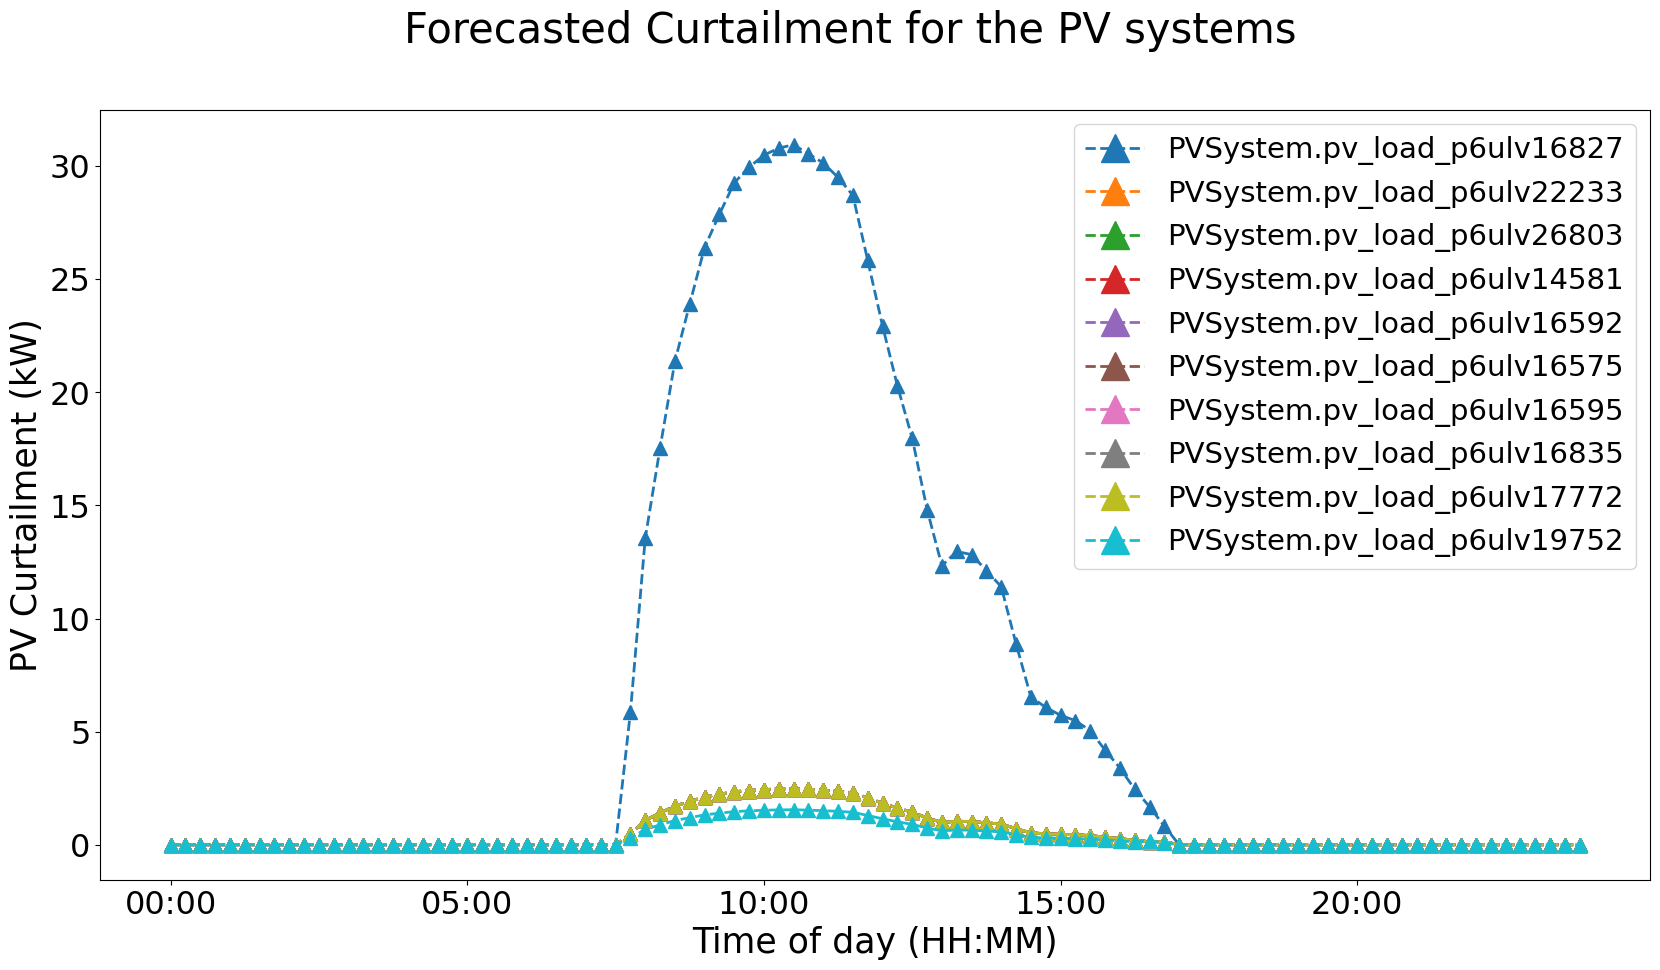 Forecasted Curtailment for the PV systems
PV Curtailment (kW)
30
25
20
15
10
5
0
PVSystem.pv_load_p6ulv16827
PVSystem.pv_load_p6ulv22233
PVSystem.pv_load_p6ulv26803
PVSystem.pv_load_p6ulv14581
PVSystem.pv_load_p6ulv16592
PVSystem.pv_load_p6ulv16575
PVSystem.pv_load_p6ulv16595
PVSystem.pv_load_p6ulv16835
PVSystem.pv_load_p6ulv17772
PVSystem.pv_load_p6ulv19752
00:00 05:00 10:00 15:00 20:00
Time of day (HH:MM)